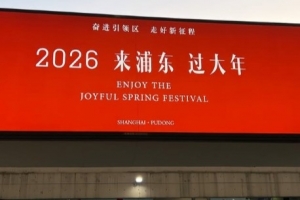 奋进引领区 走好新征程
2026 来浦东 过大年
ENJOY THE
JOYFUL SPRING FESTIVAL
SHANGHAI · PUDONG